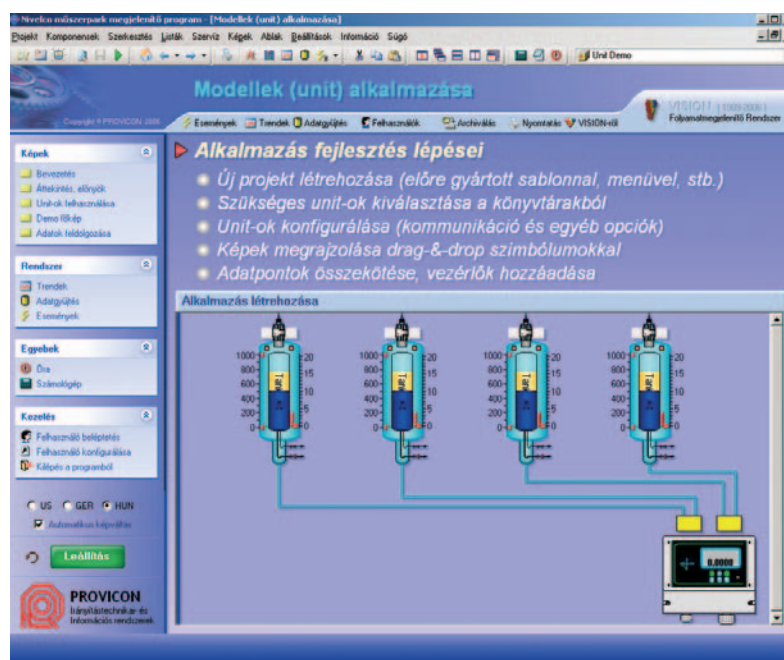 Nivelco műszerpark megjelenítő program - [Modellek (unit) alkalmazása]
Projekt Komponensek Szerkesztés Listák Szerviz Képek Ablak Beállítások Információ Súgó
Unit Demo
Modellek (unit) alkalmazása
VISION (1989-2006)
Folyamatmegjelenítő Rendszer
Copyright © PROVICON 2006
Események Trendek Adatgyűjtés Felhasználók Archiválás Nyomtatás VISION-ról
Képek
Bevezetés
Áttekintés, előnyök
Unit-ok felhasználása
Demo főkép
Adatok feldolgozása
Rendszer
Trendek
Adatgyűjtés
Események
Egyebek
Óra
Számológép
Kezelés
Felhasználó beléptetés
Felhasználó konfigurálása
Kilépés a programból
US GER HUN
Automatikus képváltás
Leállítás
PROVICON
Irányítástechnikai és
Információs rendszerek
Alkalmazás fejlesztés lépései
Új projekt létrehozása (előre gyártott sablonnal, menüvel, stb.)
Szükséges unit-ok kiválasztása a könyvtárakból
Unit-ok konfigurálása (kommunikáció és egyéb opciók)
Képek megrajzolása drag-&-drop szimbólumokkal
Adatpontok összekötése, vezérlők hozzáadása
Alkalmazás létrehozása
1000 20 1000 20 1000 20 1000 20
800 15 800 15 800 15 800 15
600 10 600 10 600 10 600 10
400 400 400 400
200 5 200 5 200 5 200 5
0 0 0 0 0 0 0 0
0.0000